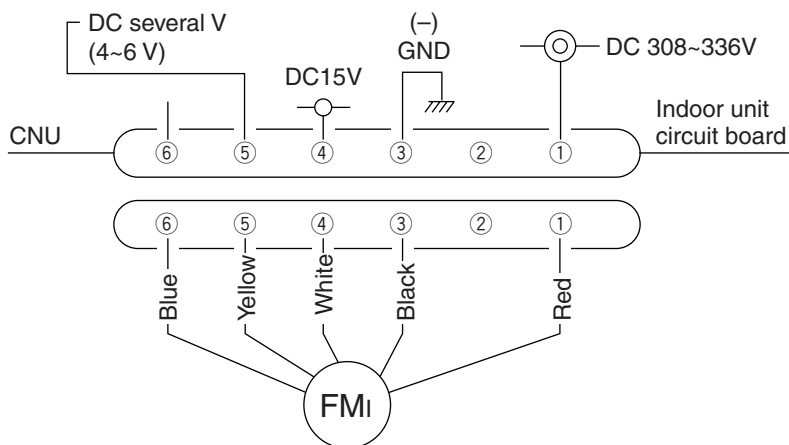 DC several V
(4~6 V)
DC15V
(–)
GND
DC 308~336V
CNU
⑥ ⑤ ④ ③ ② ①
Indoor unit
circuit board
⑥ ⑤ ④ ③ ② ①
Blue
Yellow
White
Black
Red
FMI